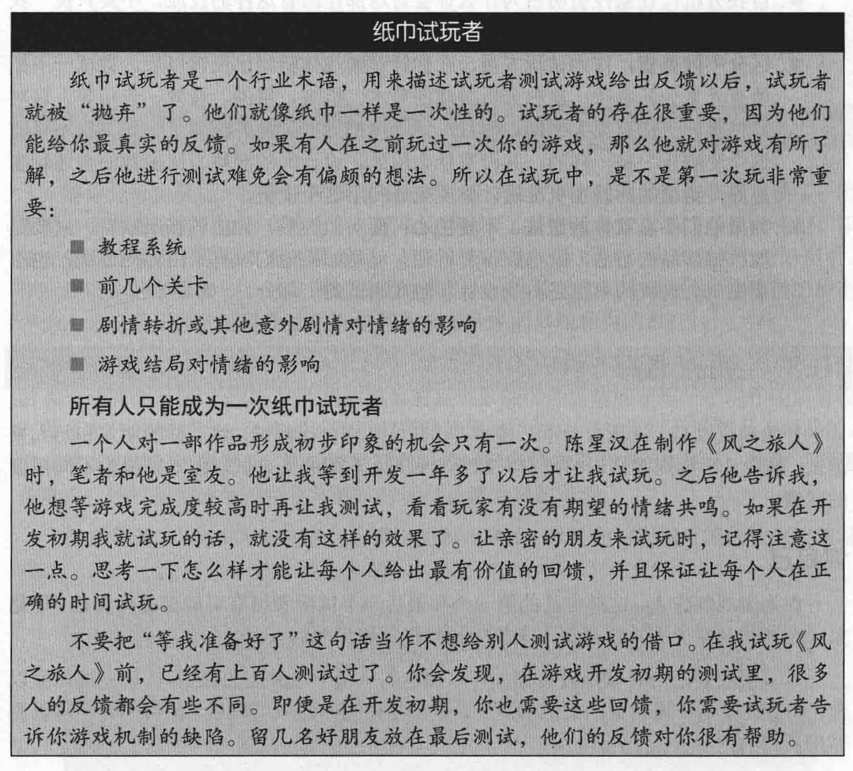 纸巾试玩者
纸巾试玩者是一个行业术语，用来描述试玩者测试游戏给出反馈以后，试玩者
就被“抛弃”了。他们就像纸巾一样是一次性的。试玩者的存在很重要，因为他们
能给你最真实的反馈。如果有人在之前玩过一次你的游戏，那么他就对游戏有所了
解，之后他进行测试难免会有偏颇的想法。所以在试玩中，是不是第一次玩非常重
要：
■ 教程系统
■ 前几个关卡
■ 剧情转折或其他意外剧情对情绪的影响
■ 游戏结局对情绪的影响
所有人只能成为一次纸巾试玩者
一个人对一部作品形成初步印象的机会只有一次。陈星汉在制作《风之旅人》
时，笔者和他是室友。他让我等到开发一年多了以后才让我试玩。之后他告诉我，
他想等游戏完成度较高时再让我测试，看看玩家有没有期望的情绪共鸣。如果在开
发初期我就试玩的话，就没有这样的效果了。让亲密的朋友来试玩时，记得注意这
一点。思考一下怎么样才能让每个人给出最有价值的回馈，并且保证让每个人在正
确的时间试玩。
不要把“等我准备好了”这句话当作不想给别人测试游戏的借口。在我试玩《风
之旅人》前，已经有上百人测试过了。你会发现，在游戏开发初期的测试里，很多
人的反馈都会有些不同。即便是在开发初期，你也需要这些回馈，你需要试玩者告
诉你游戏机制的缺陷。留几名好朋友放在最后测试，他们的反馈对你很有帮助。